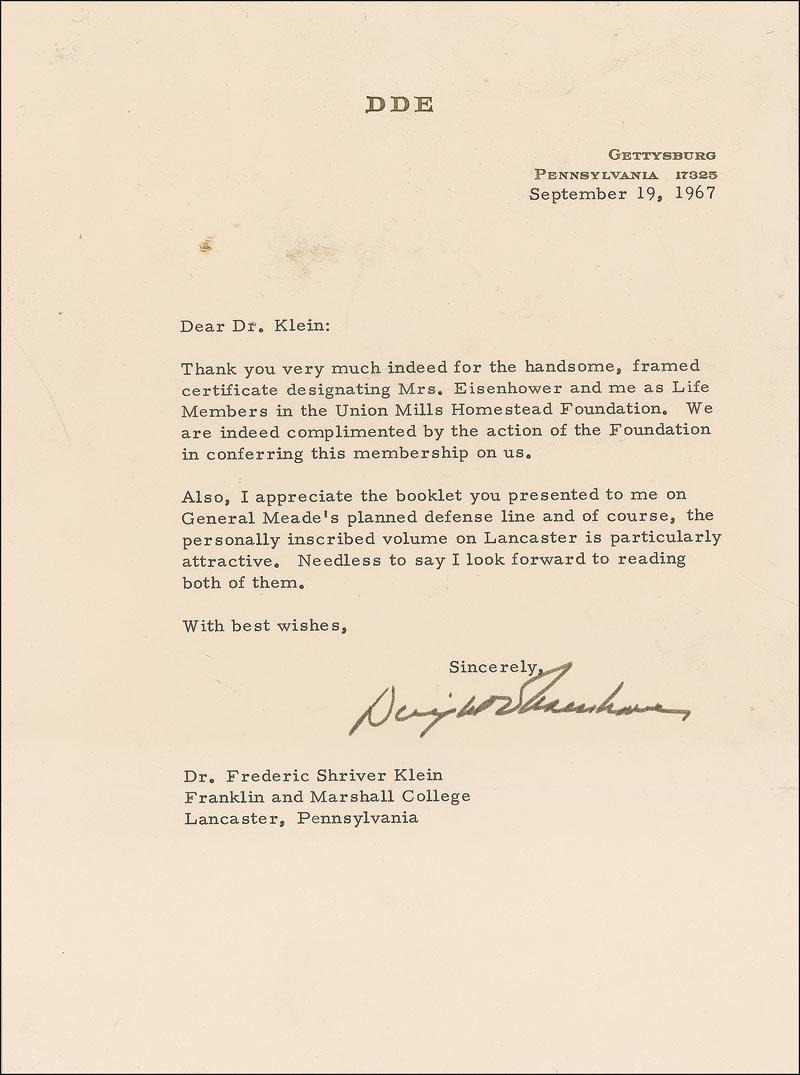 DDE
GETTYSBURG
PENNSYLVANIA 17325
September 19, 1967
Dear Dr. Klein:
Thank you very much indeed for the handsome, framed
certificate designating Mrs. Eisenhower and me as Life
Members in the Union Mills Homestead Foundation. We
are indeed complimented by the action of the Foundation
in conferring this membership on us.
Also, I appreciate the booklet you presented to me on
General Meade's planned defense line and of course, the
personally inscribed volume on Lancaster is particularly
attractive. Needless to say I look forward to reading
both of them.
With best wishes,
Sincerely,
Dwight D Eisenhower
Dr. Frederic Shriver Klein
Franklin and Marshall College
Lancaster, Pennsylvania